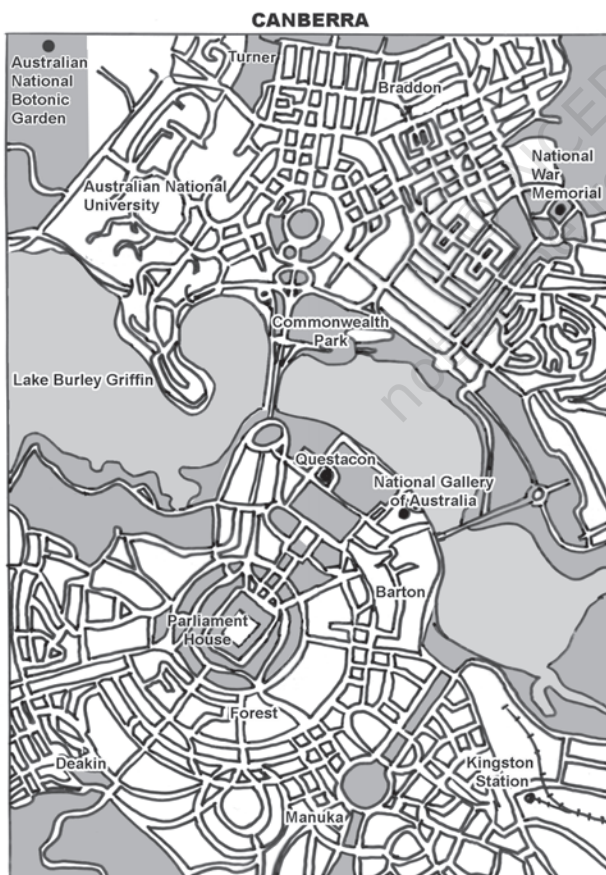 CANBERRA
Australian
National
Botonic
Garden
Turner
Braddon
National
War
Memorial
Australian National
University
Commonwealth
Park
Lake Burley Griffin
Questacon
National Gallery
of Australia
Barton
Parliament
House
Forest
Deakin
Kingston
Station
Manuka